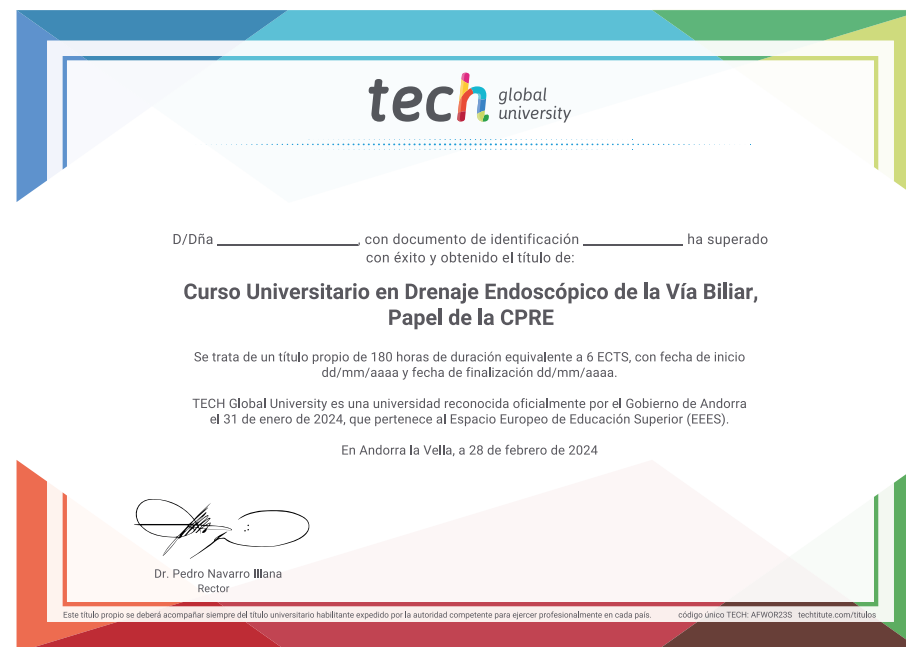 tech global
university
D/Dña ____________________, con documento de identificación ______________ ha superado
con éxito y obtenido el título de:
Curso Universitario en Drenaje Endoscópico de la Vía Biliar,
Papel de la CPRE
Se trata de un título propio de 180 horas de duración equivalente a 6 ECTS, con fecha de inicio
dd/mm/aaaa y fecha de finalización dd/mm/aaaa.
TECH Global University es una universidad reconocida oficialmente por el Gobierno de Andorra
el 31 de enero de 2024, que pertenece al Espacio Europeo de Educación Superior (EEES).
En Andorra la Vella, a 28 de febrero de 2024
Dr. Pedro Navarro Illana
Rector
Este título propio se deberá acompañar siempre del título universitario habilitante expedido por la autoridad competente para ejercer profesionalmente en cada país. código único TECH: AFWOR23S techtitute.com/titulos